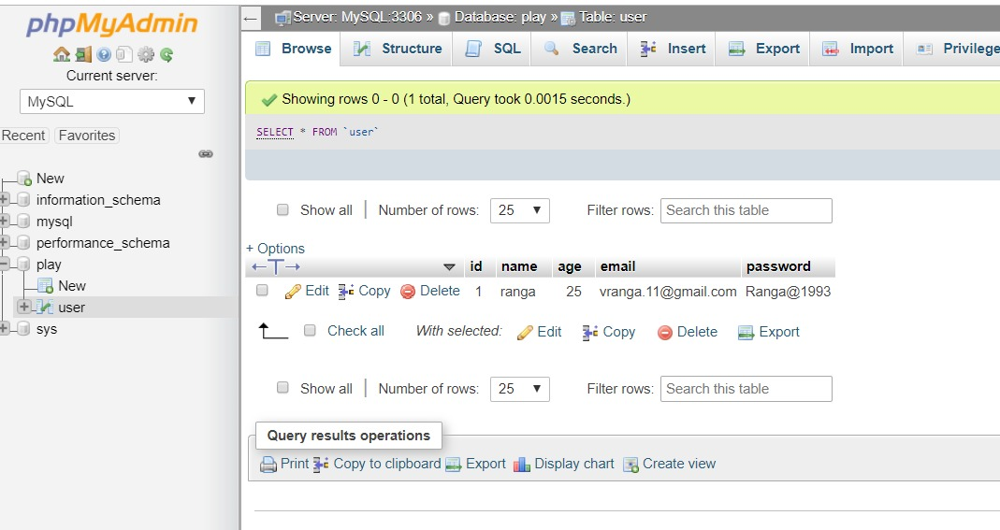 phpMyAdmin
Current server:
MySQL
Recent Favorites
New
information_schema
mysql
performance_schema
play
New
user
sys
Server: MySQL:3306 » Database: play » Table: user
Browse Structure SQL Search Insert Export Import Privilege
Showing rows 0 - 0 (1 total, Query took 0.0015 seconds.)
SELECT * FROM `user`
Show all Number of rows: 25 Filter rows: Search this table
+ Options
id name age email password
Edit Copy Delete 1 ranga 25 vranga.11@gmail.com Ranga@1993
Check all With selected: Edit Copy Delete Export
Show all Number of rows: 25 Filter rows: Search this table
Query results operations
Print Copy to clipboard Export Display chart Create view